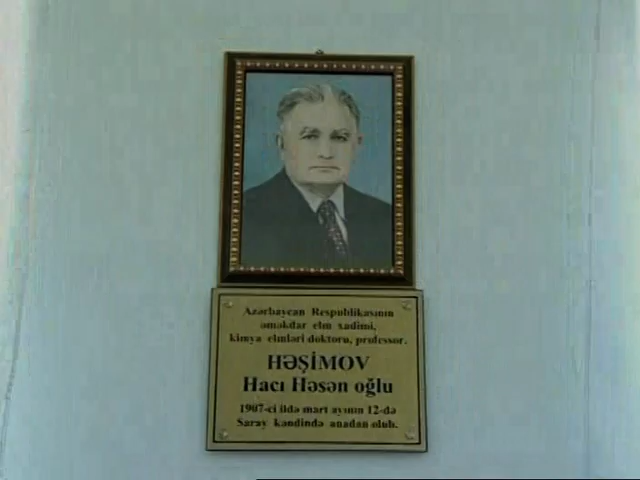 Azərbaycan Respublikasının
əməkdar elm xadimi,
kimya elmləri doktoru, professor.
HƏŞİMOV
Hacı Həsən oğlu
1907-ci ildə mart ayının 12-də
Saray kəndində anadan olub.